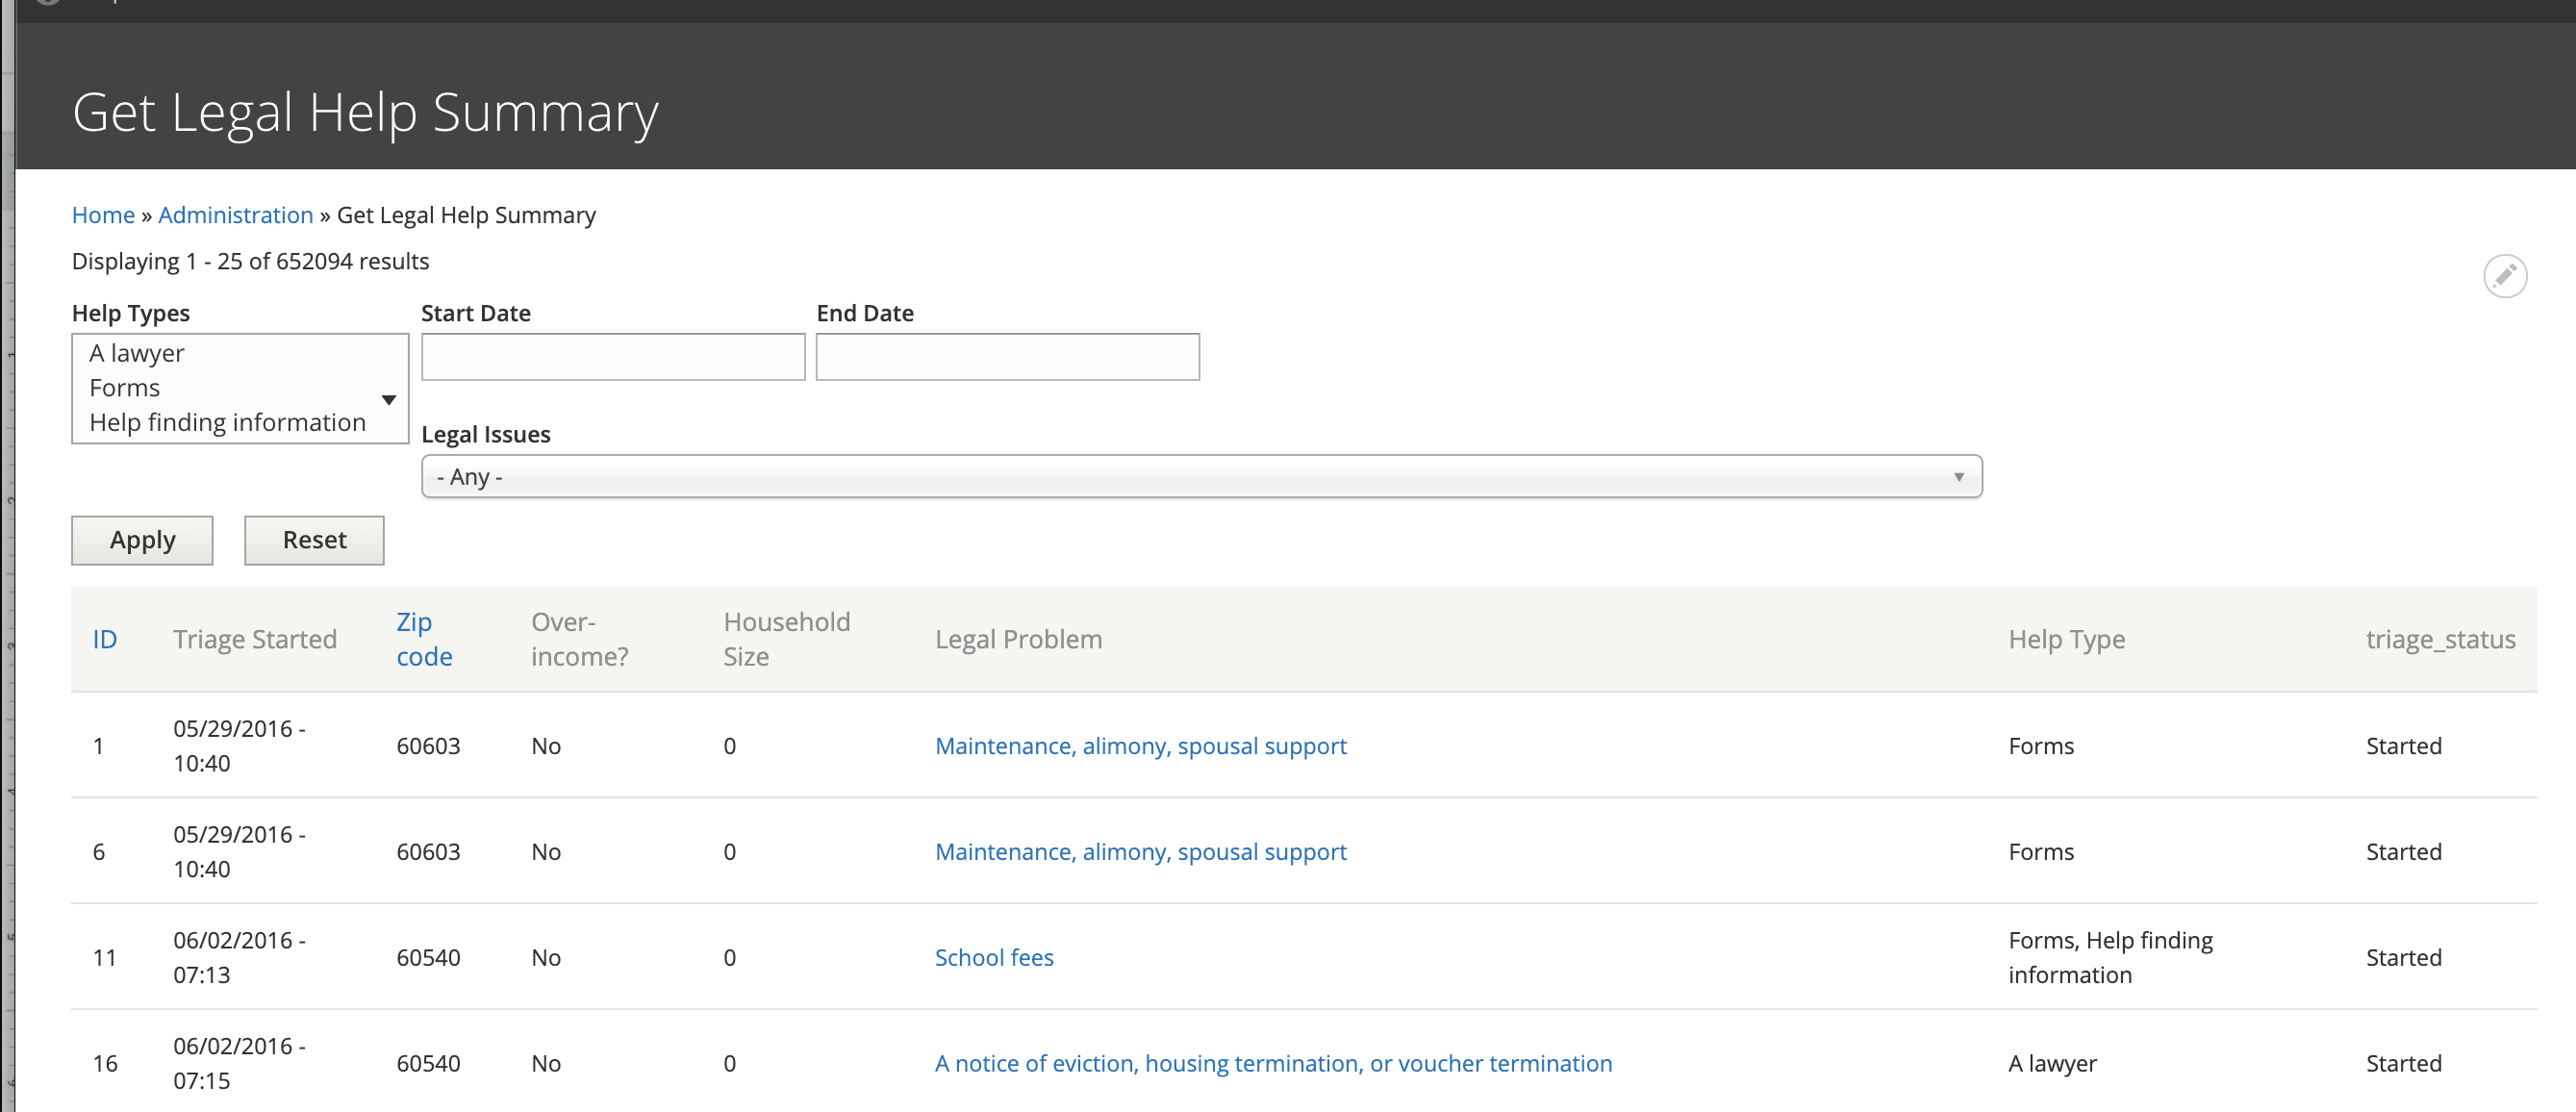 Get Legal Help Summary
Home » Administration » Get Legal Help Summary
Displaying 1 - 25 of 652094 results
Help Types
A lawyer
Forms
Help finding information
Start Date
End Date
Legal Issues
- Any -
Apply Reset
ID Triage Started Zip code Over-income? Household Size Legal Problem Help Type triage_status
1 05/29/2016 - 10:40 60603 No 0 Maintenance, alimony, spousal support Forms Started
6 05/29/2016 - 10:40 60603 No 0 Maintenance, alimony, spousal support Forms Started
11 06/02/2016 - 07:13 60540 No 0 School fees Forms, Help finding information Started
16 06/02/2016 - 07:15 60540 No 0 A notice of eviction, housing termination, or voucher termination A lawyer Started